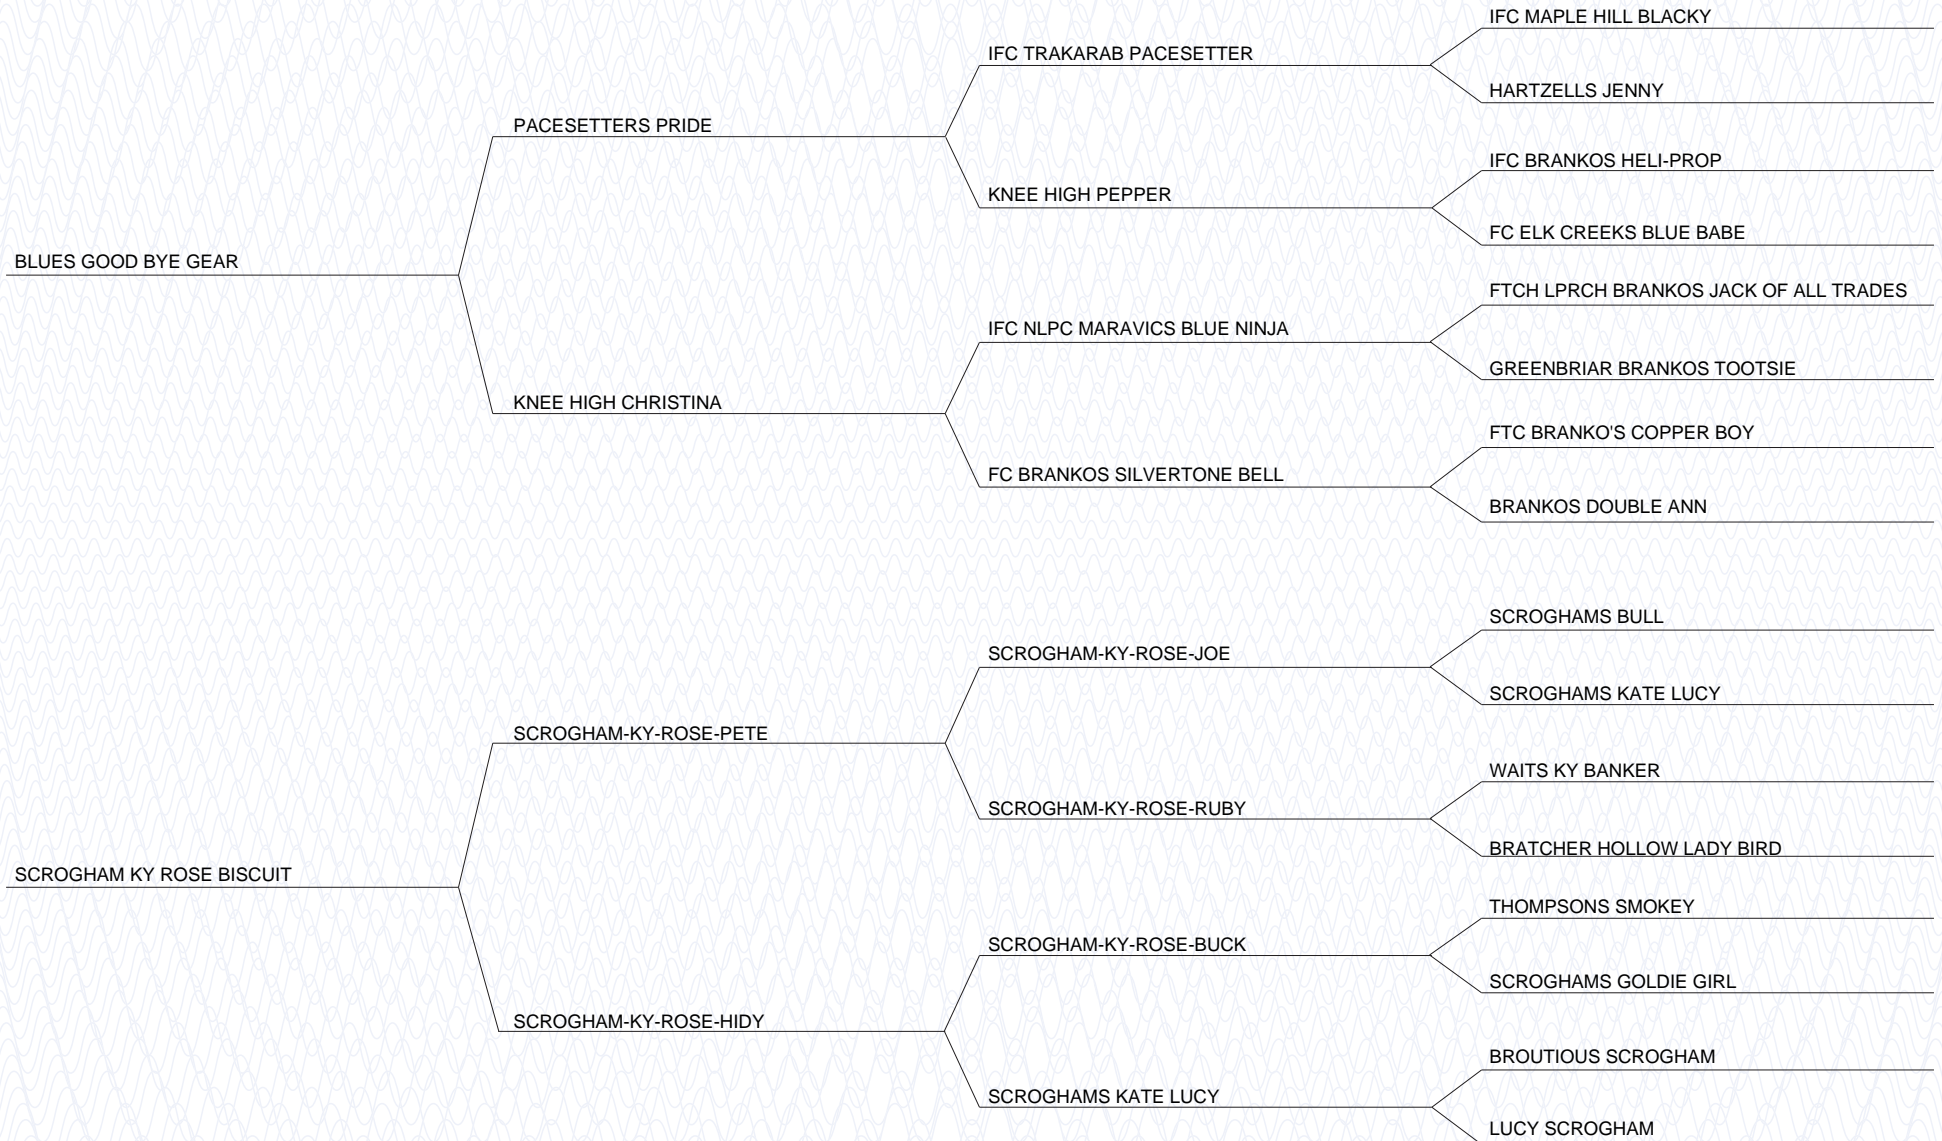 IFC MAPLE HILL BLACKY
IFC TRAKARAB PACESETTER
HARTZELLS JENNY
PACESETTERS PRIDE
IFC BRANKOS HELI-PROP
KNEE HIGH PEPPER
FC ELK CREEKS BLUE BABE
BLUES GOOD BYE GEAR
FTCH LPRCH BRANKOS JACK OF ALL TRADES
IFC NLPC MARAVICS BLUE NINJA
GREENBRIAR BRANKOS TOOTSIE
KNEE HIGH CHRISTINA
FTC BRANKO'S COPPER BOY
FC BRANKOS SILVERTONE BELL
BRANKOS DOUBLE ANN
SCROGHAMS BULL
SCROGHAM-KY-ROSE-JOE
SCROGHAMS KATE LUCY
SCROGHAM-KY-ROSE-PETE
WAITS KY BANKER
SCROGHAM-KY-ROSE-RUBY
BRATCHER HOLLOW LADY BIRD
SCROGHAM KY ROSE BISCUIT
THOMPSONS SMOKEY
SCROGHAM-KY-ROSE-BUCK
SCROGHAMS GOLDIE GIRL
SCROGHAM-KY-ROSE-HIDY
BROUTIOUS SCROGHAM
SCROGHAMS KATE LUCY
LUCY SCROGHAM